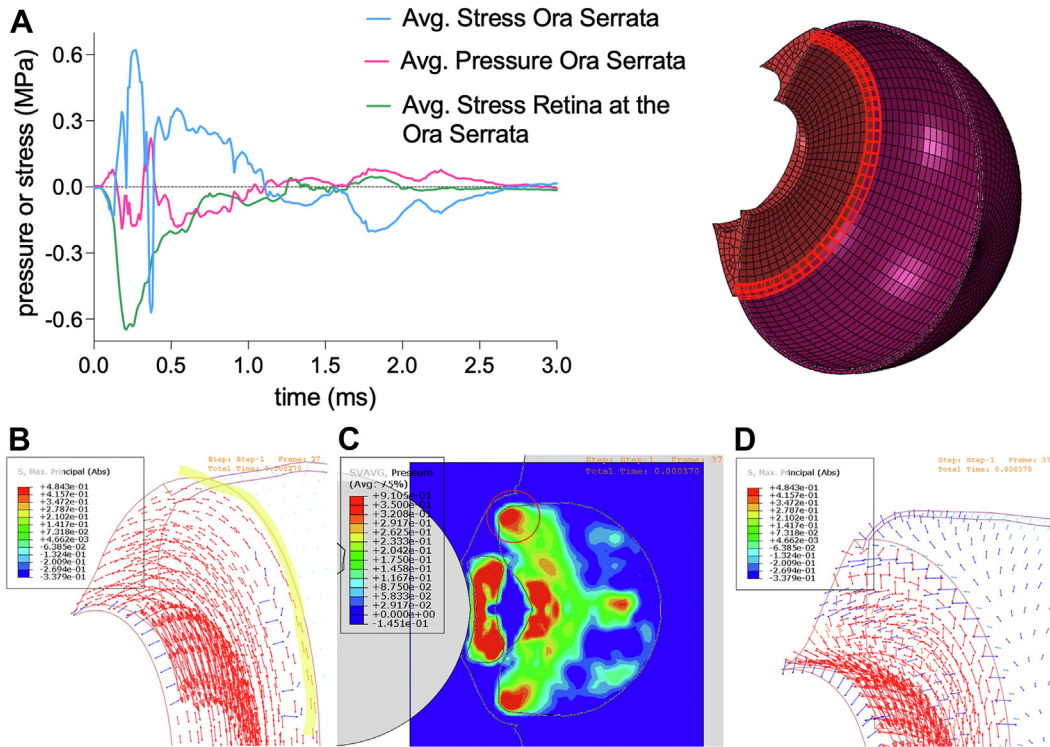 A
Avg. Stress Ora Serrata
Avg. Pressure Ora Serrata
Avg. Stress Retina at the
Ora Serrata
pressure or stress (MPa)
0.6
0.3
0.0
-0.3
-0.6
0.0 0.5 1.0 1.5 2.0 2.5 3.0
time (ms)
B
Step: Step-1 Frame: 27
Total Time: 0.000270
S, Max. Principal (Abs)
+4.843e-01
+4.157e-01
+3.472e-01
+2.787e-01
+2.102e-01
+1.417e-01
+7.318e-02
+4.662e-03
-6.385e-02
-1.324e-01
-2.009e-01
-2.694e-01
-3.379e-01
C
Step: Step-1 Frame: 37
Total Time: 0.000370
SVAVG, Pressure
(Avg: 75%)
+9.105e-01
+3.500e-01
+3.208e-01
+2.917e-01
+2.625e-01
+2.333e-01
+2.042e-01
+1.750e-01
+1.458e-01
+1.167e-01
+8.750e-02
+5.833e-02
+2.917e-02
+0.000e+00
-1.451e-01
D
Step: Step-1 Frame: 37
Total Time: 0.000370
S, Max. Principal (Abs)
+4.843e-01
+4.157e-01
+3.472e-01
+2.787e-01
+2.102e-01
+1.417e-01
+7.318e-02
+4.662e-03
-6.385e-02
-1.324e-01
-2.009e-01
-2.694e-01
-3.379e-01